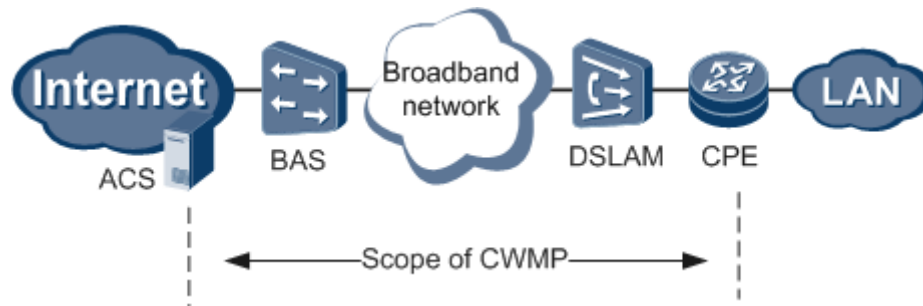 Internet
ACS
BAS
Broadband
network
DSLAM
CPE
LAN
Scope of CWMP